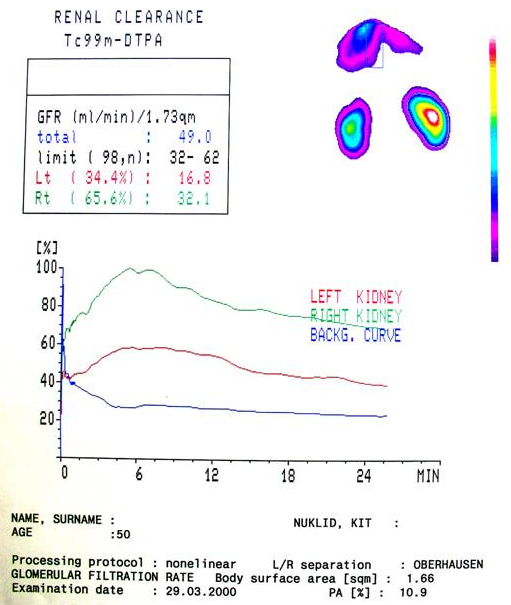 RENAL CLEARANCE
Tc99m-DTPA
GFR (ml/min)/1.73qm
total : 49.0
limit ( 98,n): 32- 62
Lt ( 34.4%) : 16.8
Rt ( 65.6%) : 32.1
[%]
100
80
60
40
20
LEFT KIDNEY
RIGHT KIDNEY
BACKG. CURVE
0 6 12 18 24 MIN
NAME, SURNAME :
NUKLID, KIT :
AGE :50
Processing protocol : nonelinear L/R separation : OBERHAUSEN
GLOMERULAR FILTRATION RATE Body surface area [sqm] : 1.66
Examination date : 29.03.2000 PA [%] : 10.9